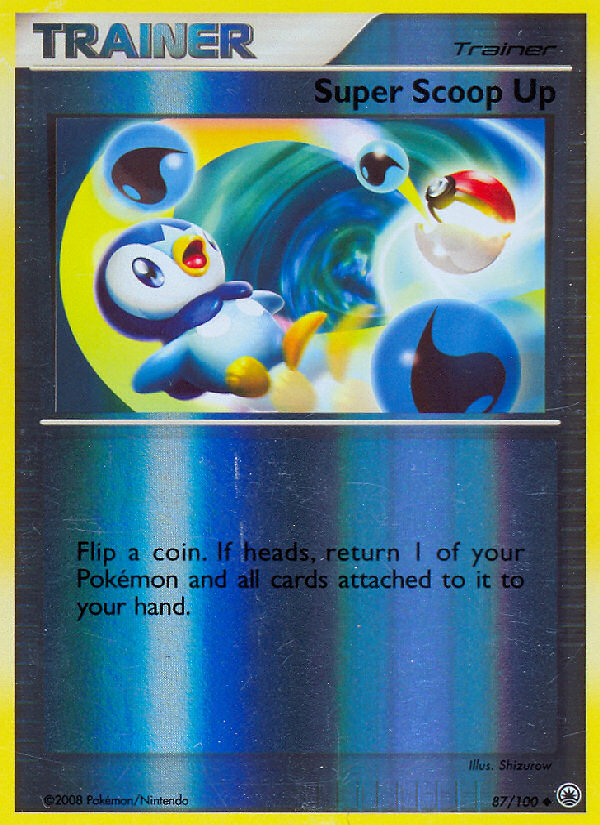 TRAINER
Trainer
Super Scoop Up
Flip a coin. If heads, return 1 of your
Pokémon and all cards attached to it to
your hand.
Illus. Shizurow
©2008 Pokémon/Nintendo
87/100